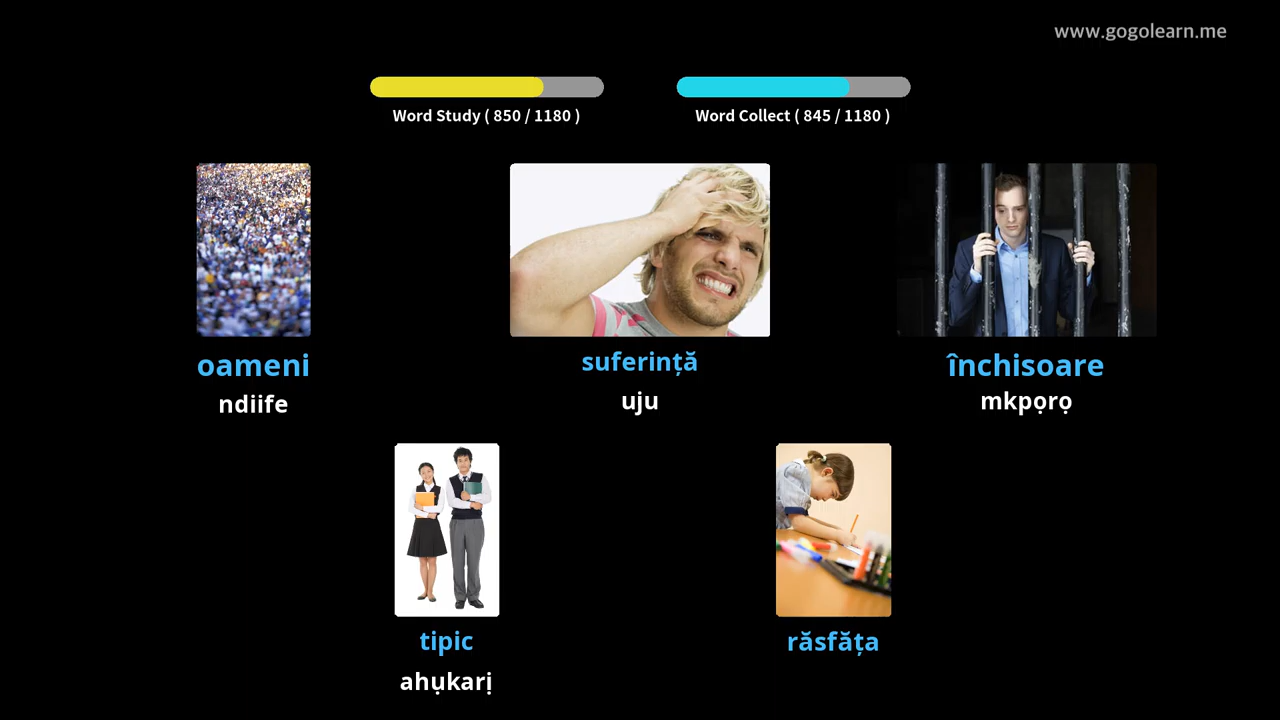 www.gogolearn.me
Word Study ( 850 / 1180 )
Word Collect ( 845 / 1180 )
oameni
suferință
închisoare
ndiife
uju
mkpọrọ
tipic
răsfăța
ahụkarị